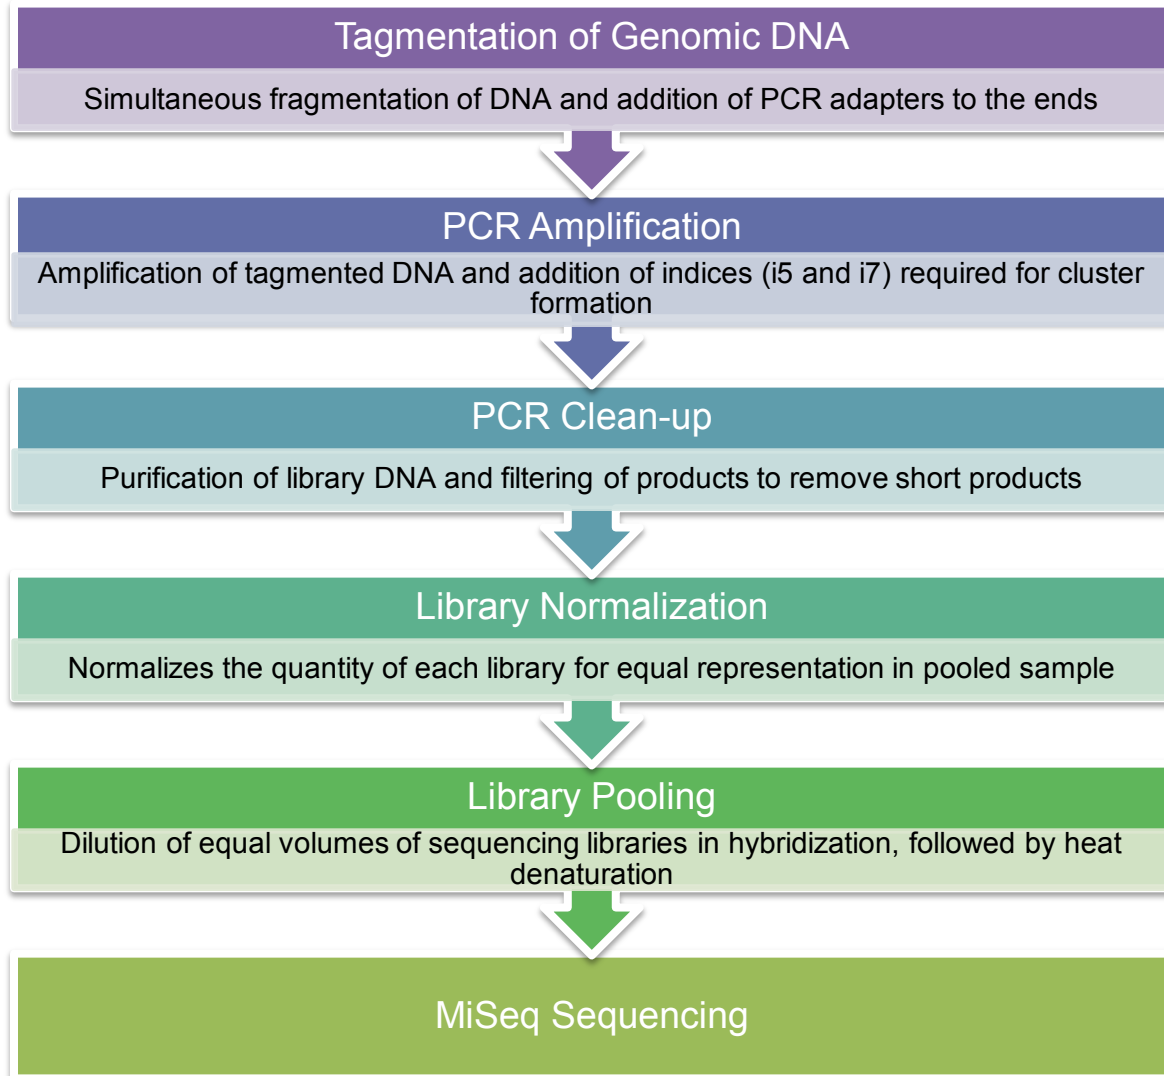 Tagmentation of Genomic DNA
Simultaneous fragmentation of DNA and addition of PCR adapters to the ends
PCR Amplification
Amplification of tagmented DNA and addition of indices (i5 and i7) required for cluster
formation
PCR Clean-up
Purification of library DNA and filtering of products to remove short products
Library Normalization
Normalizes the quantity of each library for equal representation in pooled sample
Library Pooling
Dilution of equal volumes of sequencing libraries in hybridization, followed by heat
denaturation
MiSeq Sequencing